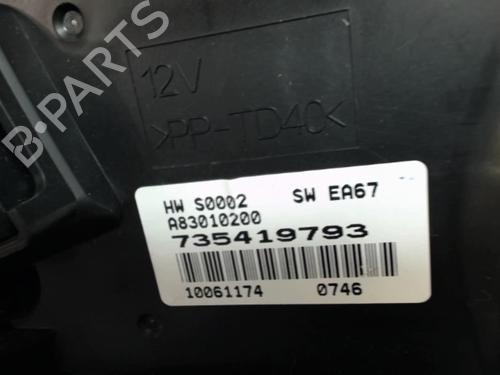 B-PARTS
12V
>PP-TD40<
HW S0002 SW EA67
A83010200
735419793
10061174 0746